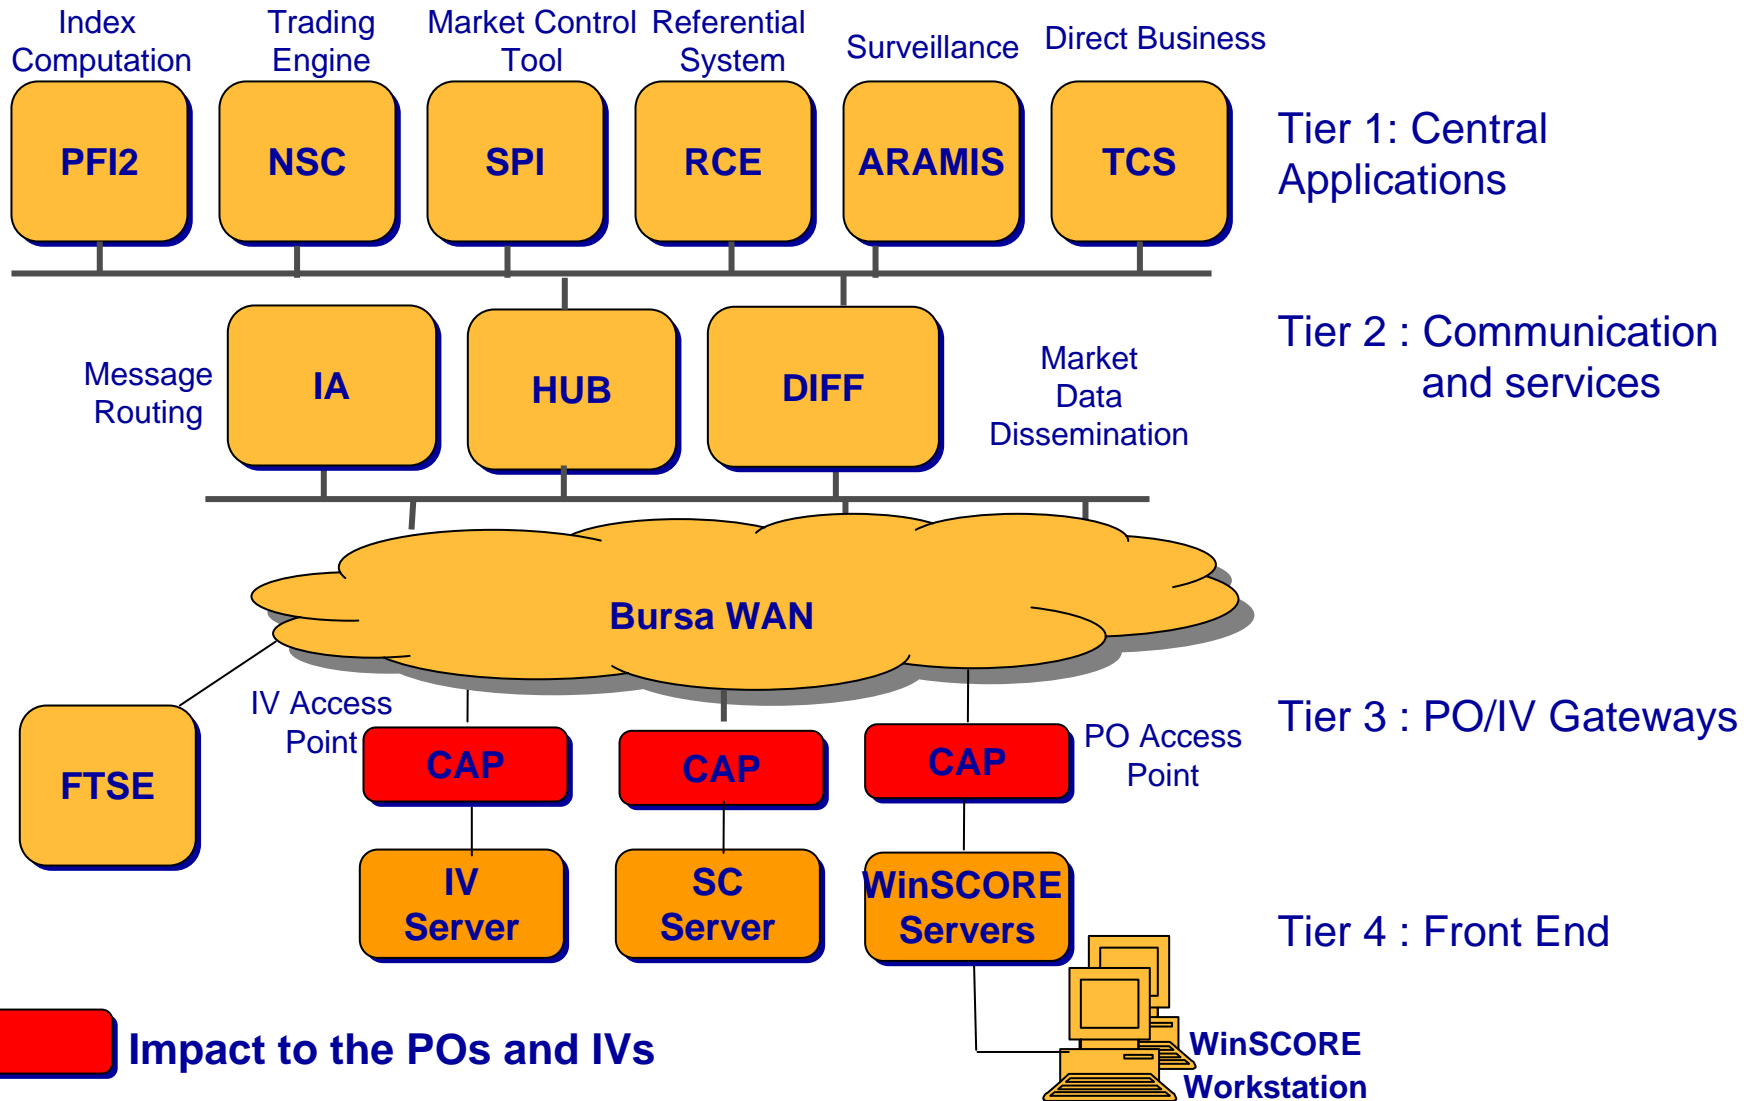 Index
Computation
Trading
Engine
Market Control
Tool
Referential
System
Surveillance
Direct Business
PFI2
NSC
SPI
RCE
ARAMIS
TCS
Tier 1: Central
Applications
Message
Routing
IA
HUB
DIFF
Market
Data
Dissemination
Tier 2 : Communication
and services
Bursa WAN
FTSE
IV Access
Point
CAP
CAP
CAP
PO Access
Point
Tier 3 : PO/IV Gateways
IV
Server
SC
Server
WinSCORE
Servers
Tier 4 : Front End
Impact to the POs and IVs
WinSCORE
Workstation